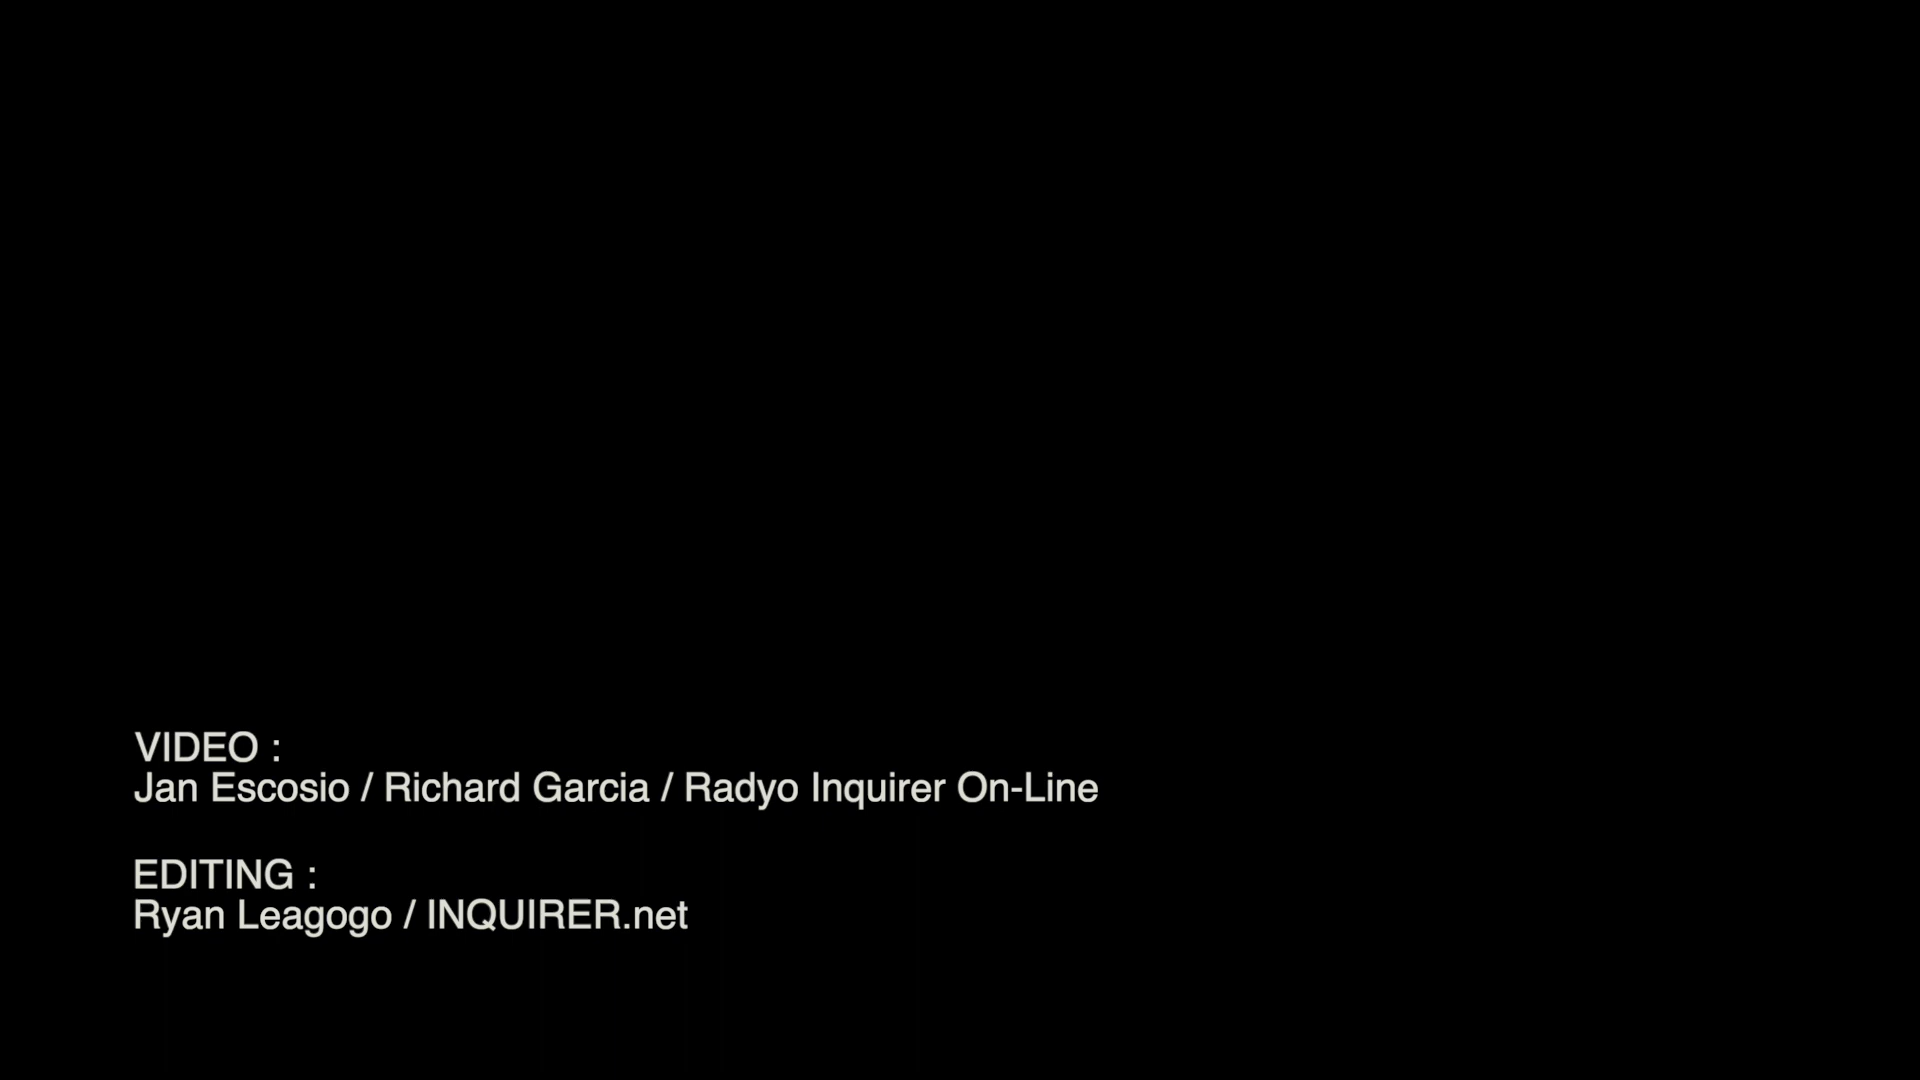 VIDEO :
Jan Escosio / Richard Garcia / Radyo Inquirer On-Line
EDITING :
Ryan Leagogo / INQUIRER.net